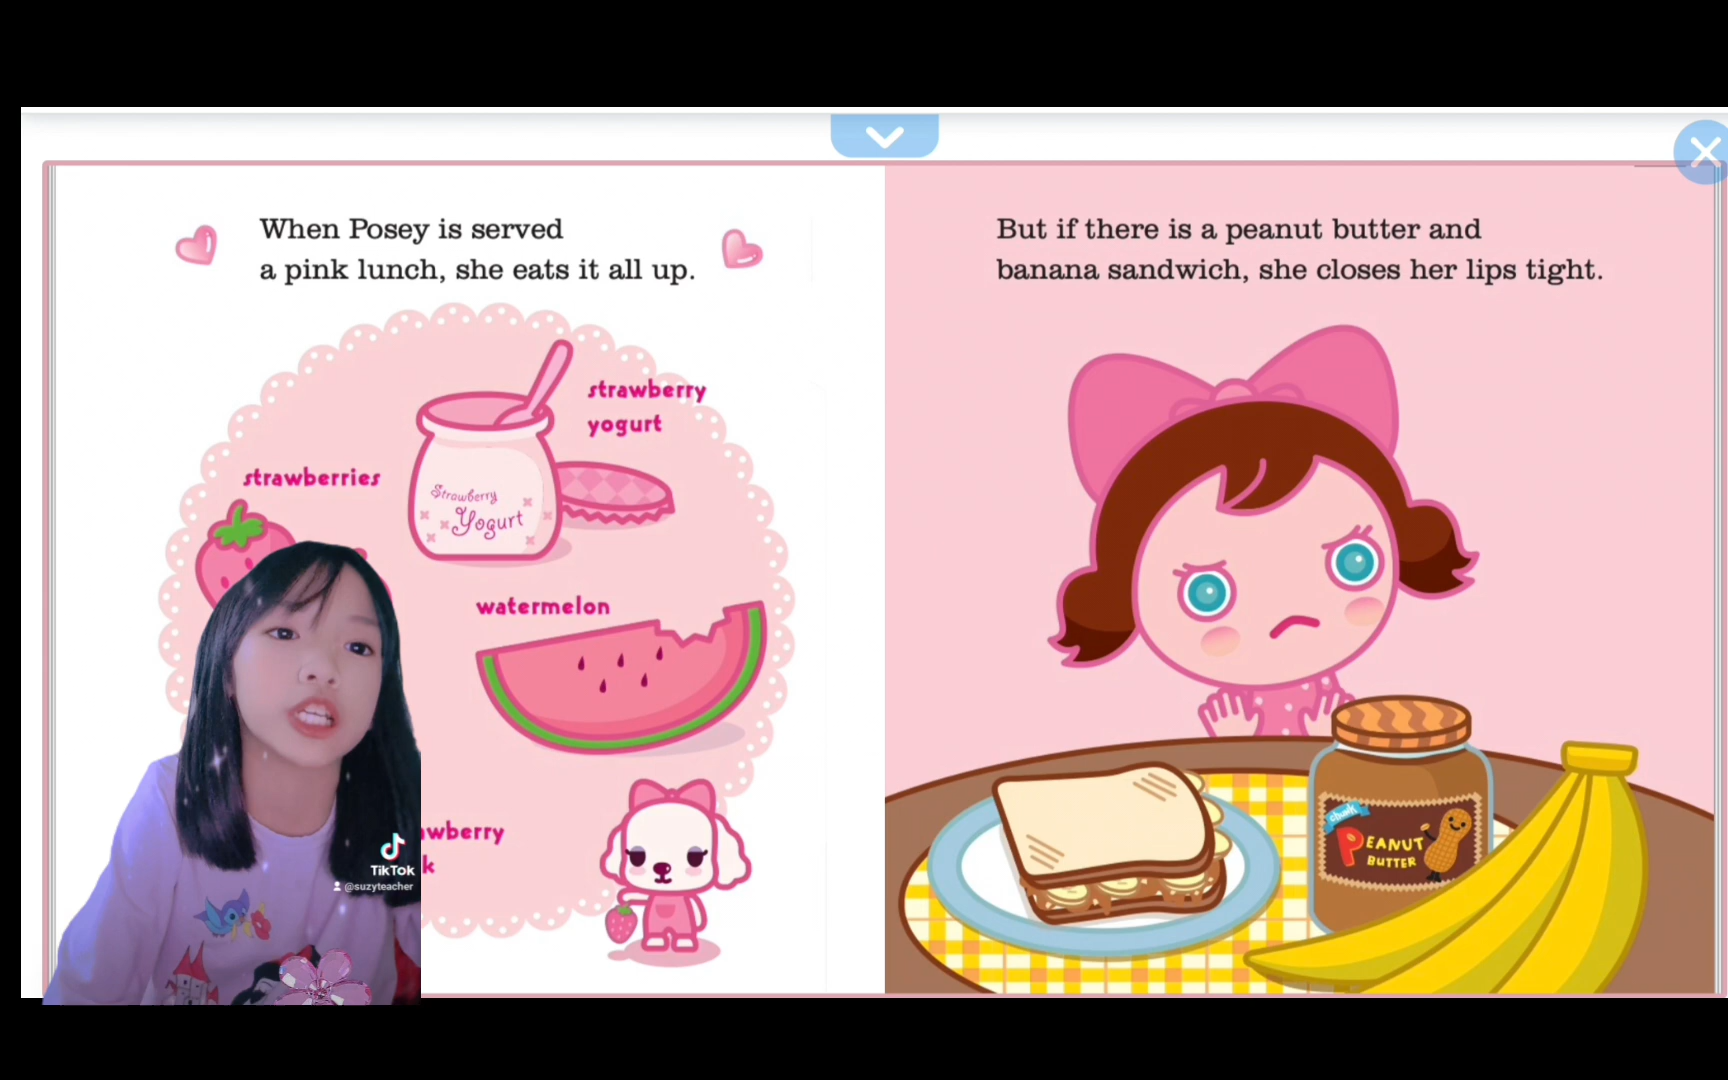 When Posey is served
a pink lunch, she eats it all up.
strawberry
yogurt
strawberries
Strawberry
Yogurt
watermelon
TikTok
@suzyteacher
But if there is a peanut butter and
banana sandwich, she closes her lips tight.
PEANUT
BUTTER